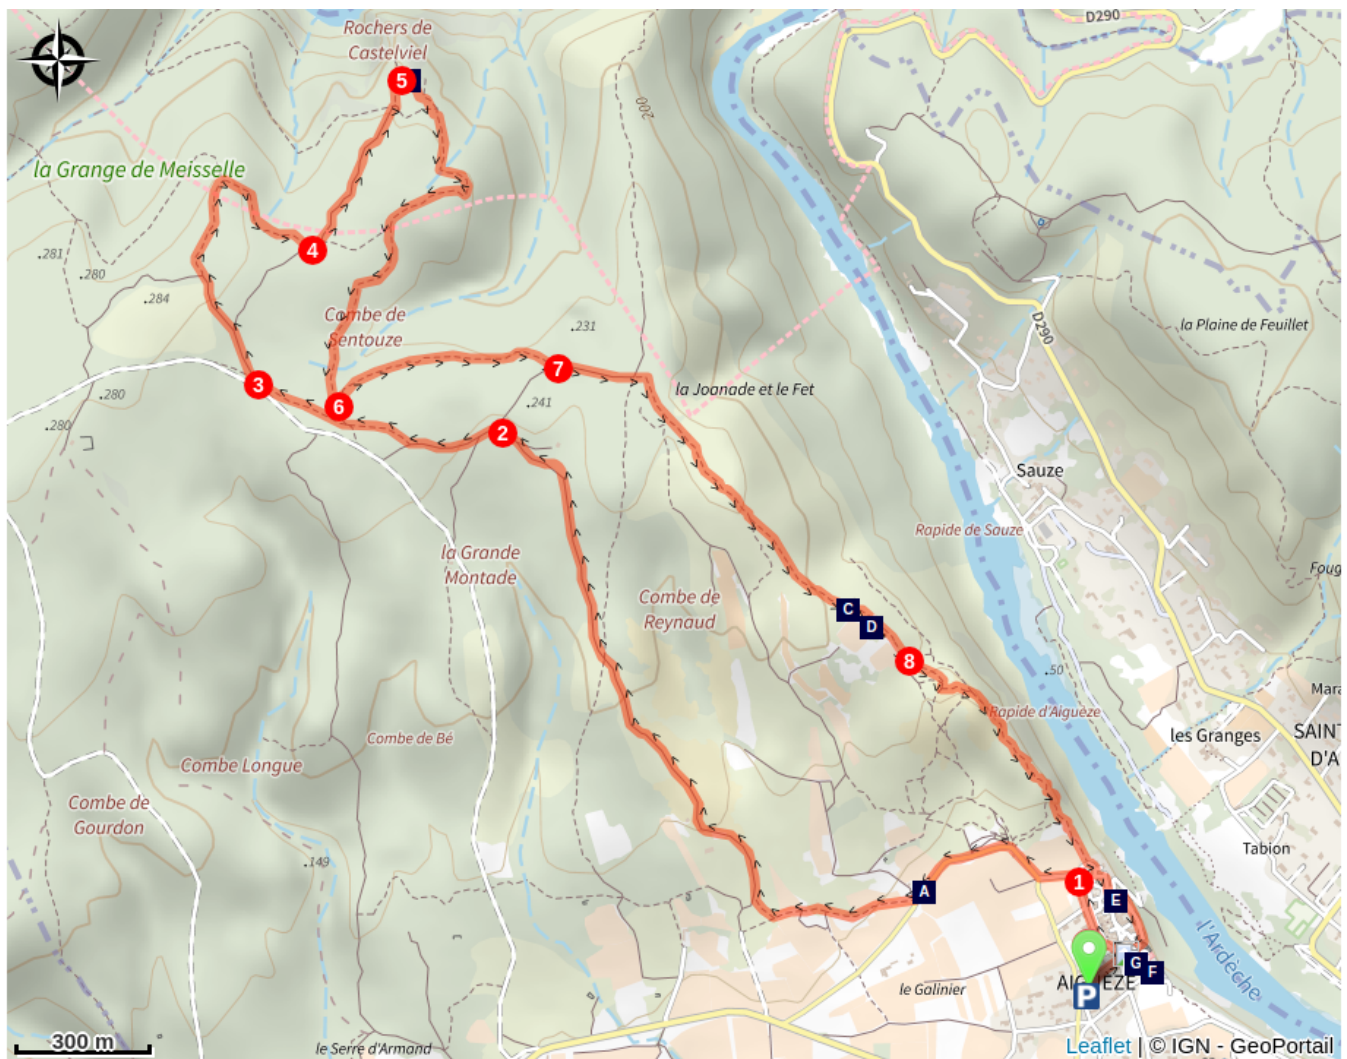 D290
Rochers de
Castelviel
5
200
la Grange de Meisselle
4
.281
.280
.284
Combe de
Sentouze
.231
la Plaine de Feuillet
D290
7
3
la Joanade et le Fet
.280
6
.241
.280
2
Sauze
Rapide de Sauze
la Grande
Montade
Combe de
Reynaud
C
D
8
.50
Rapide d'Aiguèze
les Granges
Combe de Bé
Combe Longue
Combe de
Gourdon
.149
Tabion
1
A
E
l'Ardèche
G
F
P
le Galinier
300 m
le Serre d'Armand
Leaflet | © IGN - GeoPortail